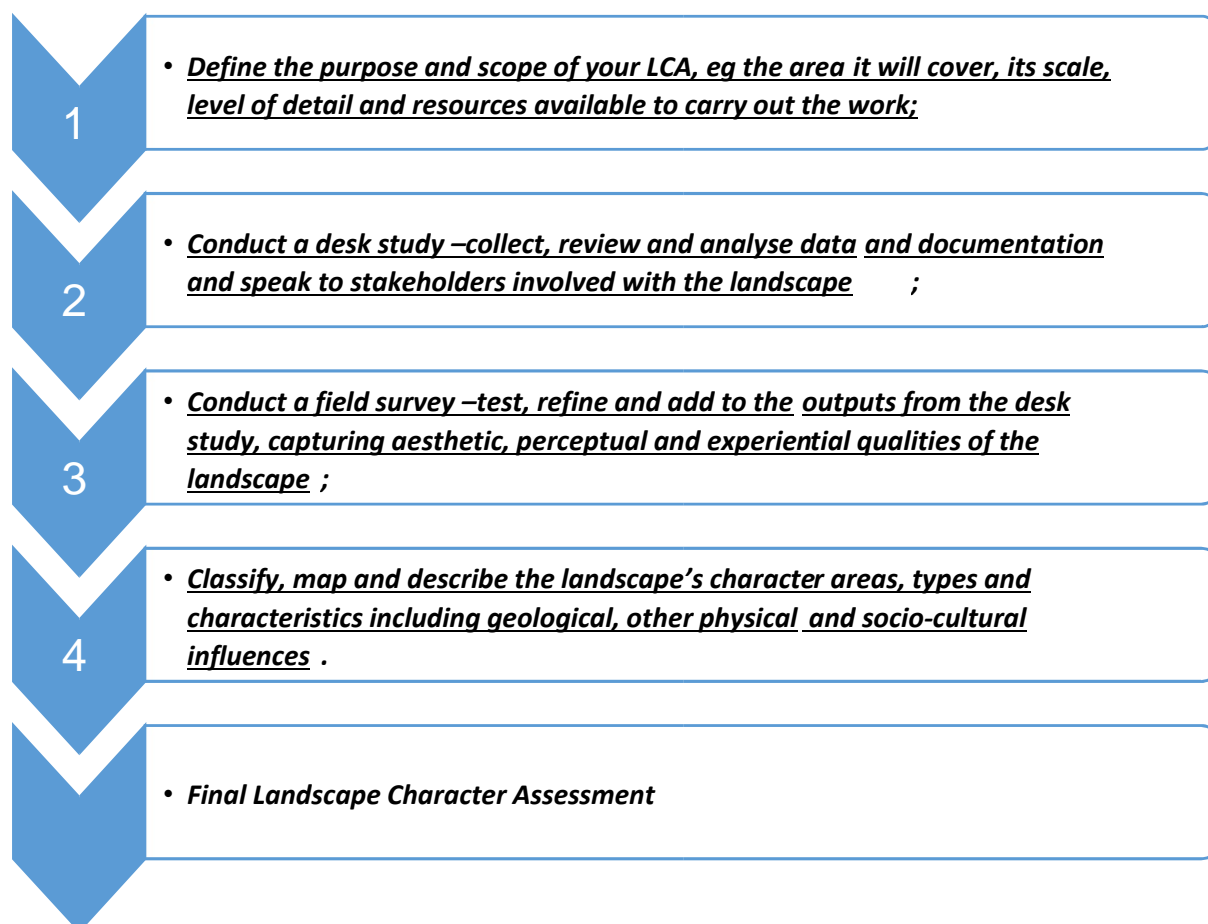 1
• Define the purpose and scope of your LCA, eg the area it will cover, its scale,
level of detail and resources available to carry out the work;
2
• Conduct a desk study –collect, review and analyse data and documentation
and speak to stakeholders involved with the landscape ;
3
• Conduct a field survey –test, refine and add to the outputs from the desk
study, capturing aesthetic, perceptual and experiential qualities of the
landscape ;
4
• Classify, map and describe the landscape’s character areas, types and
characteristics including geological, other physical and socio-cultural
influences .
• Final Landscape Character Assessment